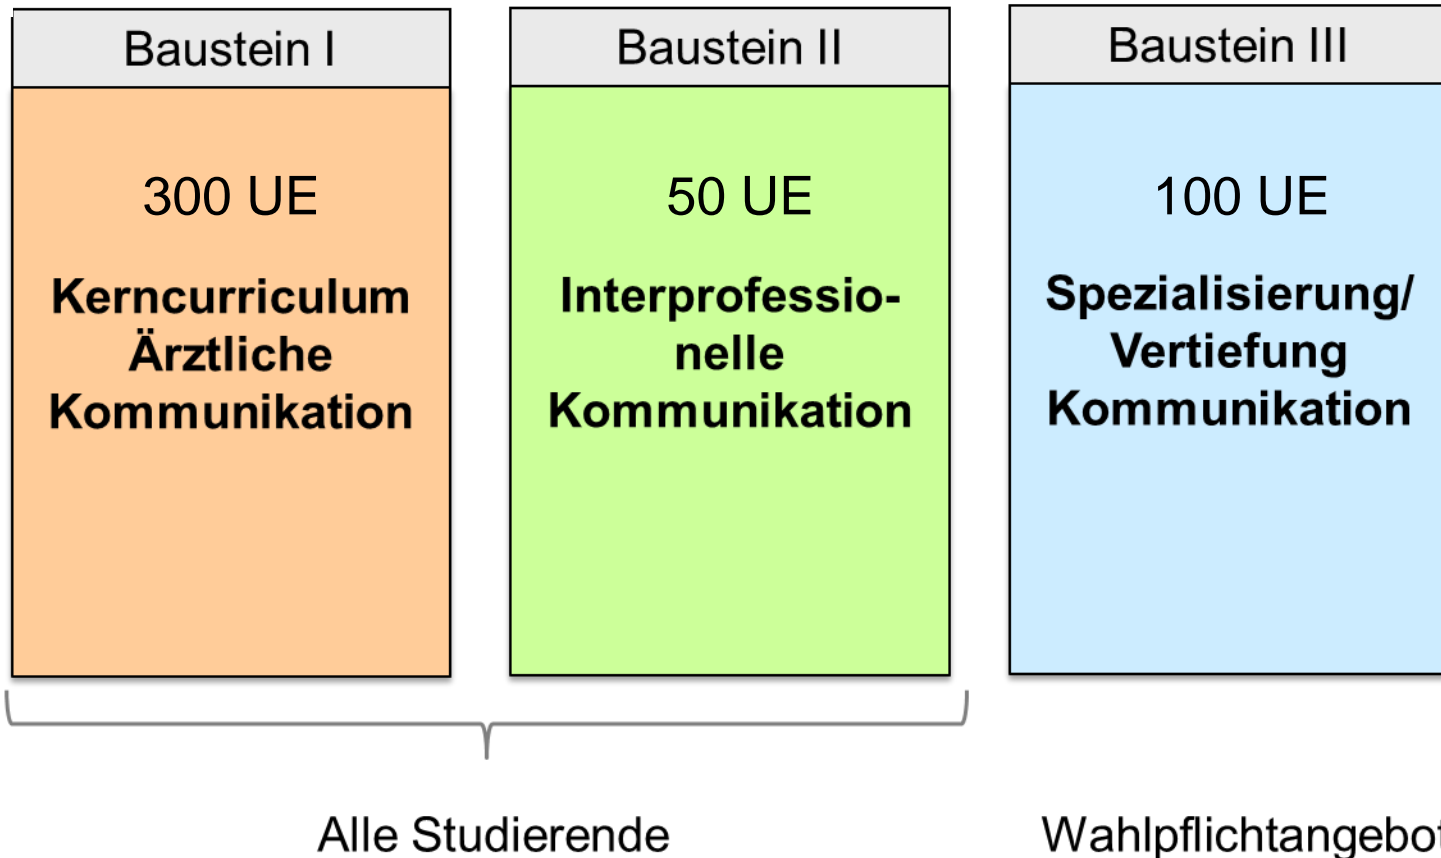 Baustein I
300 UE
Kerncurriculum
Ärztliche
Kommunikation
Baustein II
50 UE
Interprofessio-
nelle
Kommunikation
Baustein III
100 UE
Spezialisierung/
Vertiefung
Kommunikation
Alle Studierende
Wahlpflichtangebot